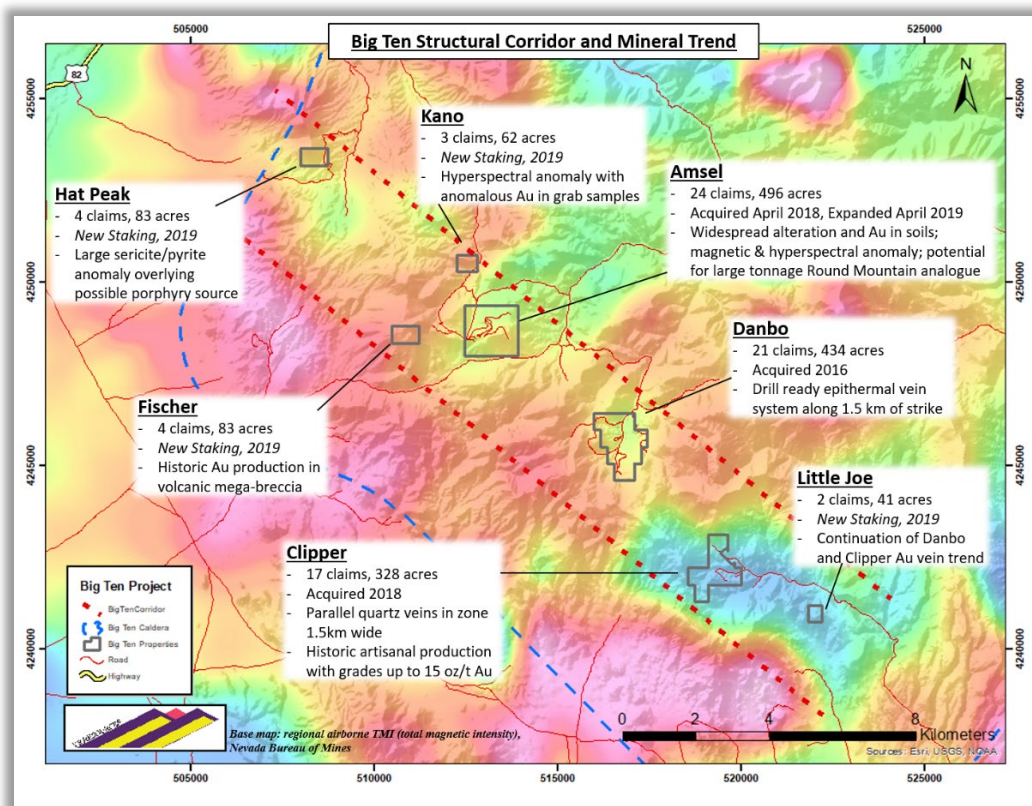 505000
525000
Big Ten Structural Corridor and Mineral Trend
82
N
4255000
4255000
Kano
- 3 claims, 62 acres
- New Staking, 2019
- Hyperspectral anomaly with
anomalous Au in grab samples
Amsel
- 24 claims, 496 acres
- Acquired April 2018, Expanded April 2019
- Widespread alteration and Au in soils;
magnetic & hyperspectral anomaly; potential
for large tonnage Round Mountain analogue
Hat Peak
- 4 claims, 83 acres
- New Staking, 2019
- Large sericite/pyrite
anomaly overlying
possible porphyry source
4250000
4250000
Danbo
- 21 claims, 434 acres
- Acquired 2016
- Drill ready epithermal vein
system along 1.5 km of strike
Fischer
- 4 claims, 83 acres
- New Staking, 2019
- Historic Au production in
volcanic mega-breccia
4245000
4245000
Little Joe
- 2 claims, 41 acres
- New Staking, 2019
- Continuation of Danbo
and Clipper Au vein trend
Clipper
- 17 claims, 328 acres
- Acquired 2018
- Parallel quartz veins in zone
1.5km wide
- Historic artisanal production
with grades up to 15 oz/t Au
4240000
4240000
Big Ten Project
Legend
BigTenCorridor
Big Ten Caldera
Big Ten Properties
Road
Highway
Base map: regional airborne TMI (total magnetic intensity),
Nevada Bureau of Mines
0 2 4 8
Kilometers
Sources: Esri, USGS, NOAA
505000
510000
515000
520000
525000